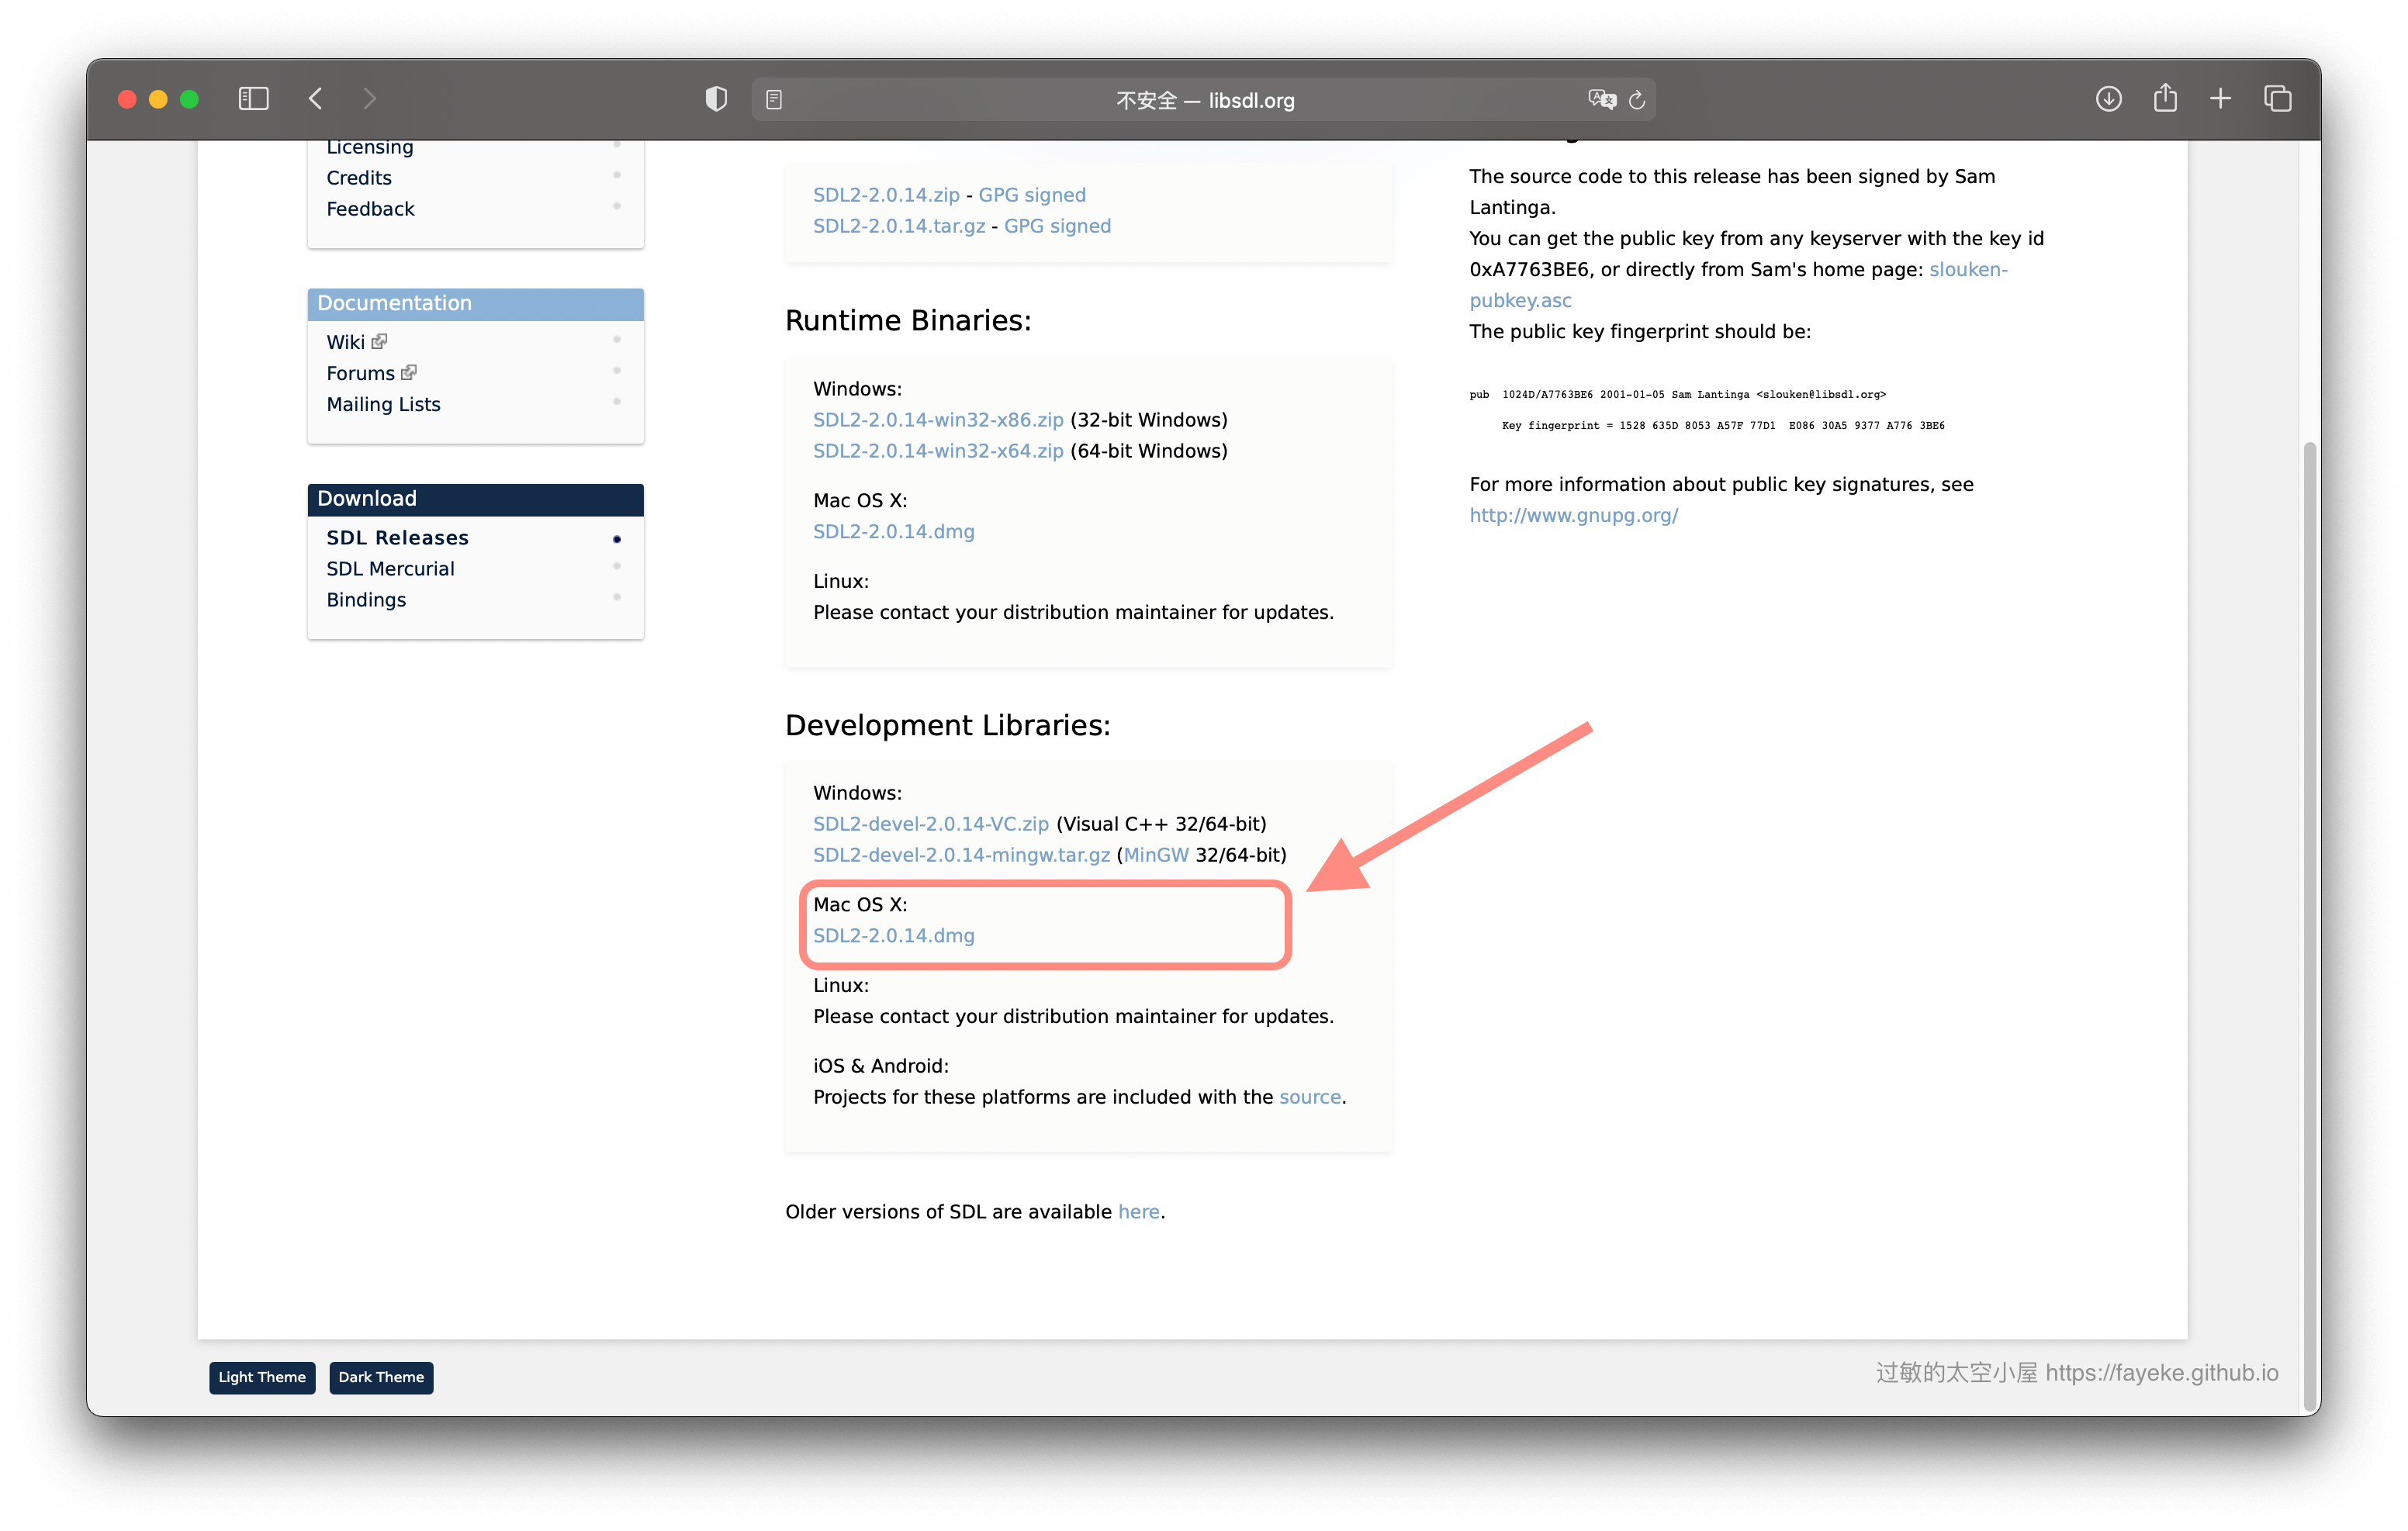 不安全 — libsdl.org
Licensing
Credits
Feedback
Documentation
Wiki
Forums
Mailing Lists
Download
SDL Releases
SDL Mercurial
Bindings
SDL2-2.0.14.zip - GPG signed
SDL2-2.0.14.tar.gz - GPG signed
Runtime Binaries:
Windows:
SDL2-2.0.14-win32-x86.zip (32-bit Windows)
SDL2-2.0.14-win32-x64.zip (64-bit Windows)
Mac OS X:
SDL2-2.0.14.dmg
Linux:
Please contact your distribution maintainer for updates.
Development Libraries:
Windows:
SDL2-devel-2.0.14-VC.zip (Visual C++ 32/64-bit)
SDL2-devel-2.0.14-mingw.tar.gz (MinGW 32/64-bit)
Mac OS X:
SDL2-2.0.14.dmg
Linux:
Please contact your distribution maintainer for updates.
iOS & Android:
Projects for these platforms are included with the source.
Older versions of SDL are available here.
The source code to this release has been signed by Sam
Lantinga.
You can get the public key from any keyserver with the key id
0xA7763BE6, or directly from Sam's home page: slouken-
pubkey.asc
The public key fingerprint should be:
pub 1024D/A7763BE6 2001-01-05 Sam Lantinga <slouken@libsdl.org>
Key fingerprint = 1528 635D 8053 A57F 77D1 E086 30A5 9377 A776 3BE6
For more information about public key signatures, see
http://www.gnupg.org/
Light Theme
Dark Theme
过敏的太空小屋 https://fayeke.github.io